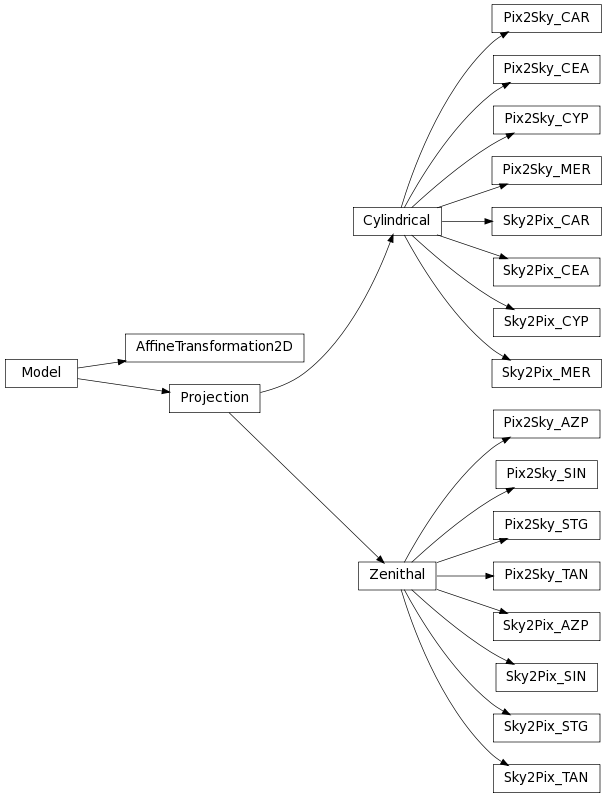 Pix2Sky_CAR
Pix2Sky_CEA
Pix2Sky_CYP
Pix2Sky_MER
Cylindrical
Sky2Pix_CAR
Sky2Pix_CEA
Sky2Pix_CYP
AffineTransformation2D
Model
Sky2Pix_MER
Projection
Pix2Sky_AZP
Pix2Sky_SIN
Pix2Sky_STG
Zenithal
Pix2Sky_TAN
Sky2Pix_AZP
Sky2Pix_SIN
Sky2Pix_STG
Sky2Pix_TAN